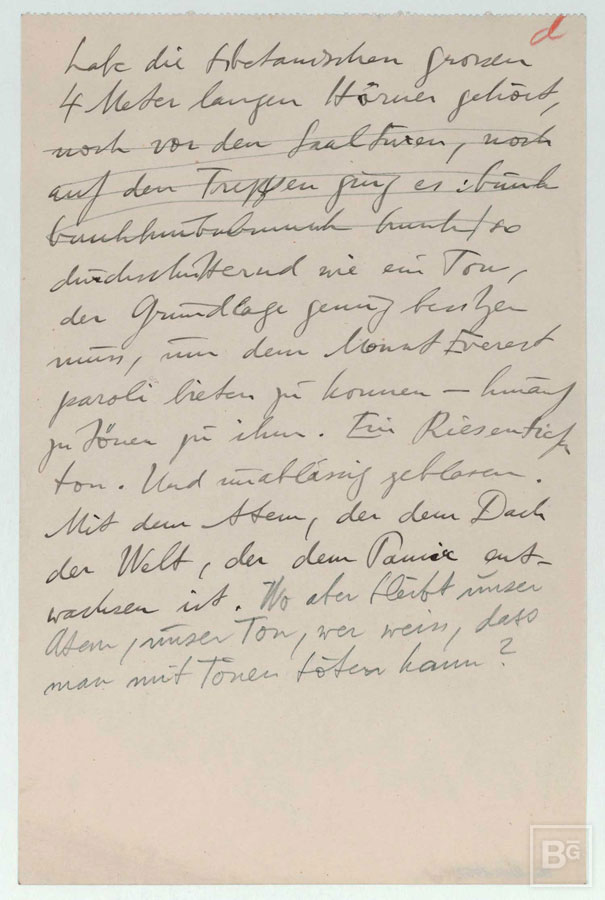 d
habe die tibetanischen grossen
4 Meter langen Hörner gehört,
noch vor den Saaltüren, noch
auf den Treppen ging es :
so
durchschütternd wie ein Ton,
der Grundlage genug besitzen
muss, um dem Mount Everest
paroli bieten zu können — hinauf
zu tönen zu ihm. Ein Riesentief
ton. Und unablässig geblasen.
Mit dem Atem, der dem Dach
der Welt, der dem Pamir ent-
wachsen ist. Wo aber bleibt unser
Atem, unser Ton, wer weiss, dass
man mit Tönen töten kann?
BG